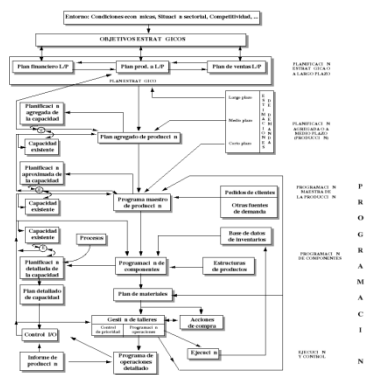 Entorno: Condiciones econ micas, Situaci n sectorial, Competitividad, ...
OBJETIVOS ESTRAT GICOS
Plan financiero L/P
Plan prod. a L/P
Plan de ventas L/P
PLAN ESTRAT GICO
PLANIFICACI N
ESTRAT GICA O
A LARGO PLAZO
Largo plazo
Medio plazo
Corto plazo
Planificaci n
agregada de
la capacidad
Plan agregado de producci n
Capacidad
existente
PLANIFICACI N
AGREGADA O A
MEDIO PLAZO
(PRODUCCI N)
Planificaci n
aproximada de
la capacidad
Programa maestro
de producci n
Pedidos de clientes
Otras fuentes
de demanda
PROGRAMACI N
MAESTRA DE
LA PRODUCCI N
Capacidad
existente
Capacidad
existente
Procesos
Base de datos
de inventarios
Planificaci n
detallada de la
capacidad
Programaci n de
componentes
Estructuras
de productos
PROGRAMACI N
DE COMPONENTES
Plan detallado
de capacidad
Plan de materiales
Gesti n de talleres
Control
de prioridad
Programaci n
operaciones
Acciones
de compra
Control I/O
Informe de
producci n
Programa de
operaciones
detallado
Ejecuci n
EJECUCI N
Y CONTROL
P
R
O
G
R
A
M
A
C
I
N